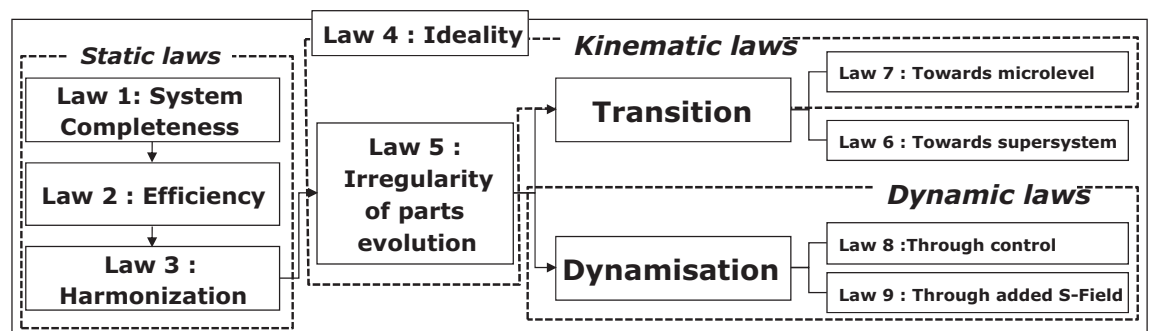 Static laws
Law 1: System
Completeness
Law 2 : Efficiency
Law 3 :
Harmonization
Law 4 : Ideality
Law 5 :
Irregularity
of parts
evolution
Kinematic laws
Transition
Law 7 : Towards microlevel
Law 6 : Towards supersystem
Dynamic laws
Dynamisation
Law 8 :Through control
Law 9 : Through added S-Field